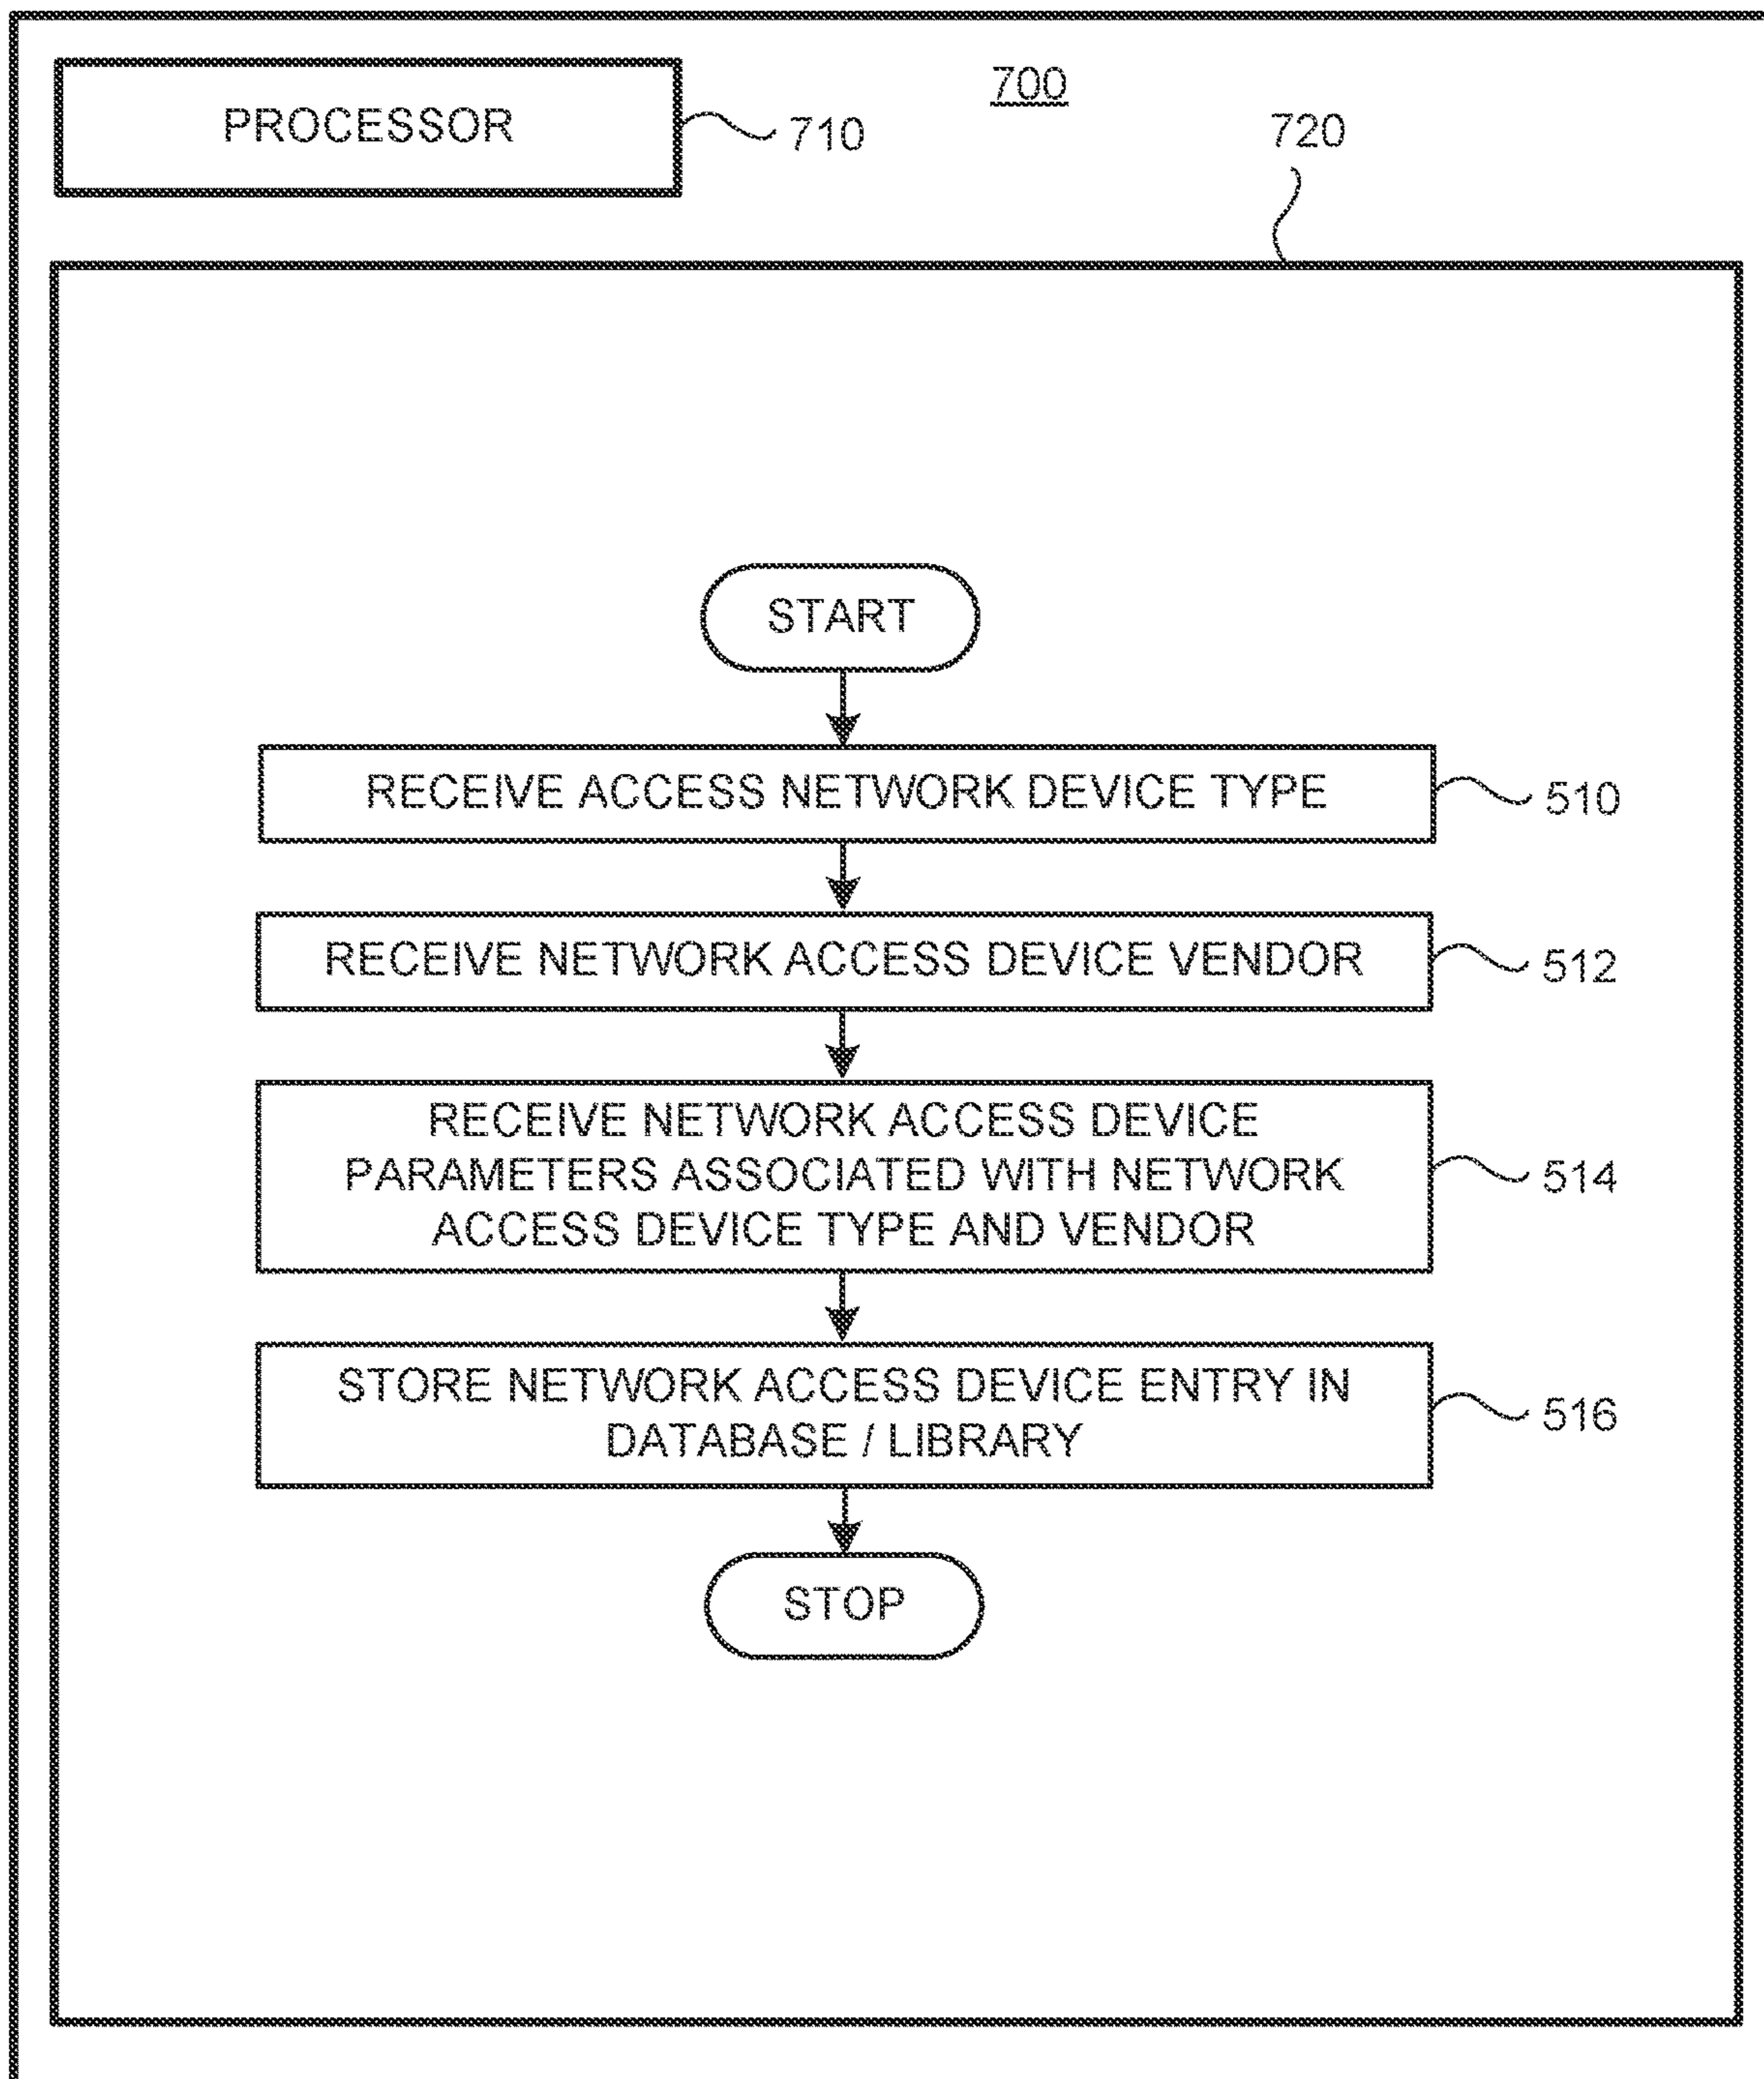 700
PROCESSOR
710
720
START
RECEIVE ACCESS NETWORK DEVICE TYPE
510
RECEIVE NETWORK ACCESS DEVICE VENDOR
512
RECEIVE NETWORK ACCESS DEVICE
PARAMETERS ASSOCIATED WITH NETWORK
ACCESS DEVICE TYPE AND VENDOR
514
STORE NETWORK ACCESS DEVICE ENTRY IN
DATABASE / LIBRARY
516
STOP